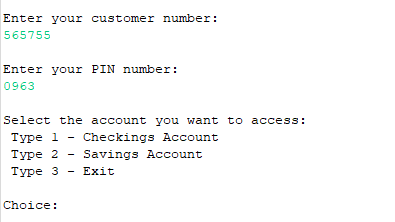 Enter your customer number:
565755
Enter your PIN number:
0963
Select the account you want to access:
Type 1 - Checkings Account
Type 2 - Savings Account
Type 3 - Exit
Choice: